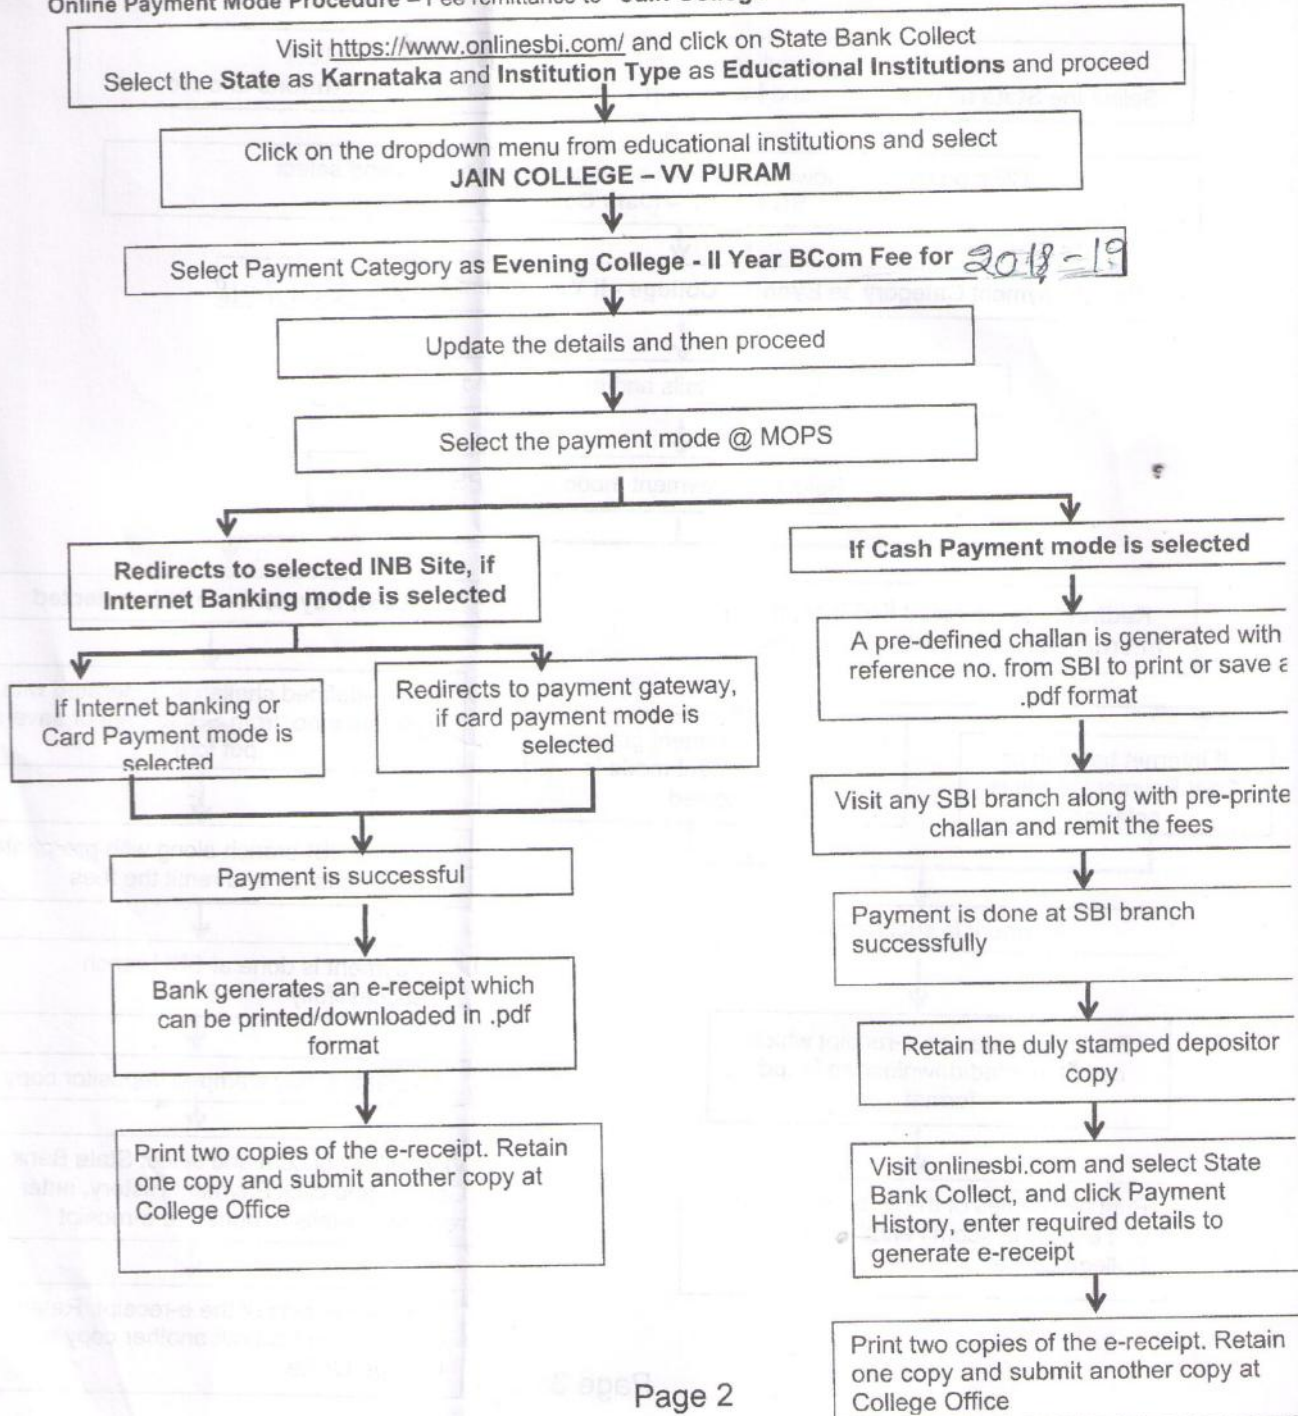 Online Payment Mode Procedure – Fee remittance to "Jain College
Visit https://www.onlinesbi.com/ and click on State Bank Collect
Select the State as Karnataka and Institution Type as Educational Institutions and proceed
Click on the dropdown menu from educational institutions and select
JAIN COLLEGE – VV PURAM
Select Payment Category as Evening College - II Year BCom Fee for 2018-19
Update the details and then proceed
Select the payment mode @ MOPS
Redirects to selected INB Site, if
Internet Banking mode is selected
If Internet banking or
Card Payment mode is
selected
Redirects to payment gateway,
if card payment mode is
selected
Payment is successful
Bank generates an e-receipt which
can be printed/downloaded in .pdf
format
Print two copies of the e-receipt. Retain
one copy and submit another copy at
College Office
If Cash Payment mode is selected
A pre-defined challan is generated with
reference no. from SBI to print or save a
.pdf format
Visit any SBI branch along with pre-printe
challan and remit the fees
Payment is done at SBI branch
successfully
Retain the duly stamped depositor
copy
Visit onlinesbi.com and select State
Bank Collect, and click Payment
History, enter required details to
generate e-receipt
Print two copies of the e-receipt. Retain
one copy and submit another copy at
College Office
Page 2